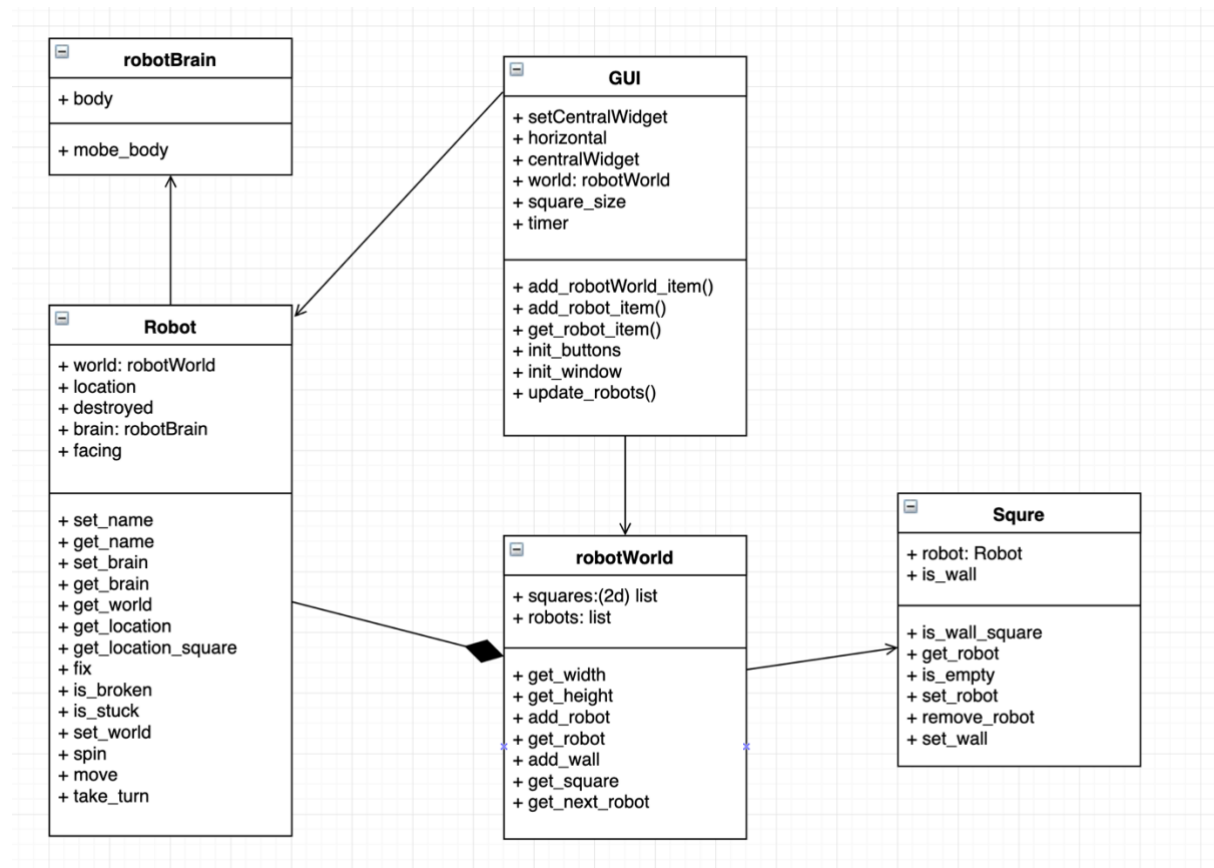 robotBrain
+ body
+ mobe_body
GUI
+ setCentralWidget
+ horizontal
+ centralWidget
+ world: robotWorld
+ square_size
+ timer
+ add_robotWorld_item()
+ add_robot_item()
+ get_robot_item()
+ init_buttons
+ init_window
+ update_robots()
Robot
+ world: robotWorld
+ location
+ destroyed
+ brain: robotBrain
+ facing
+ set_name
+ get_name
+ set_brain
+ get_brain
+ get_world
+ get_location
+ get_location_square
+ fix
+ is_broken
+ is_stuck
+ set_world
+ spin
+ move
+ take_turn
robotWorld
+ squares:(2d) list
+ robots: list
+ get_width
+ get_height
+ add_robot
+ get_robot
+ add_wall
+ get_square
+ get_next_robot
Squre
+ robot: Robot
+ is_wall
+ is_wall_square
+ get_robot
+ is_empty
+ set_robot
+ remove_robot
+ set_wall